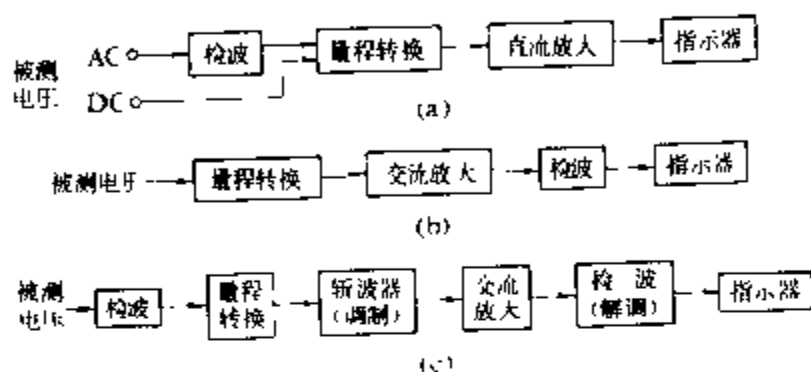 被测
电压
AC
检波
量程转换
直流放大
指示器
DC
(a)
被测电压
量程转换
交流放大
检波
指示器
(b)
被测
电压
检波
量程
转换
斩波器
(调制)
交流
放大
检 波
(解调)
指示器
(c)